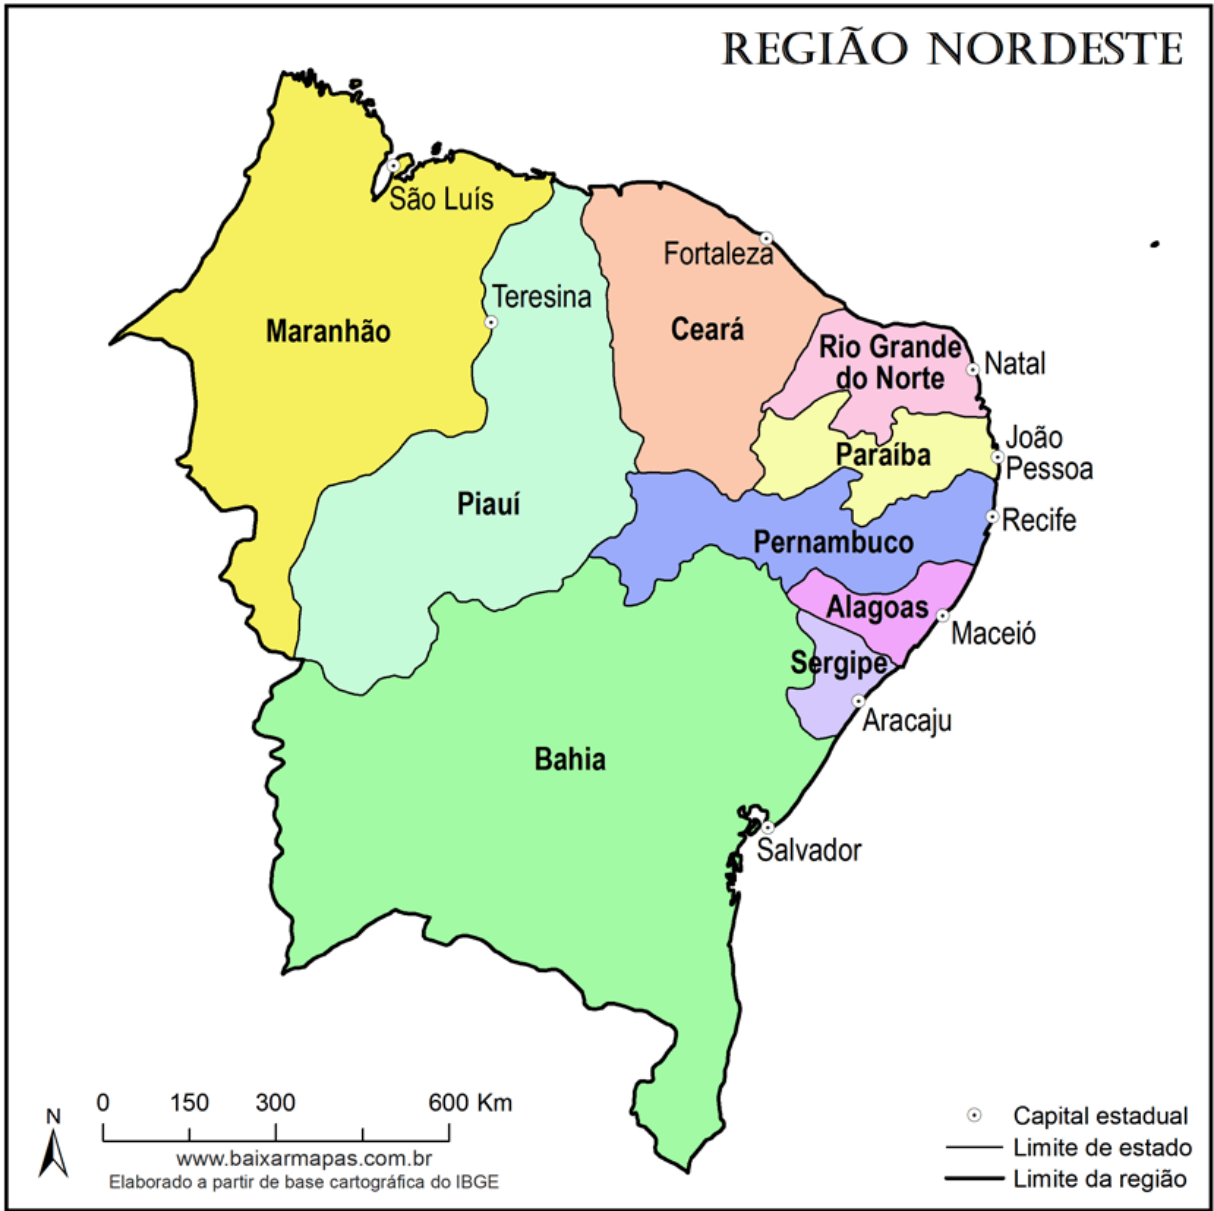 REGIÃO NORDESTE
São Luís
Fortaleza
Teresina
Maranhão
Ceará
Rio Grande
do Norte
Natal
João
Pessoa
Paraíba
Piauí
Recife
Pernambuco
Alagoas
Maceió
Sergipe
Aracaju
Bahia
Salvador
N
0 150 300 600 Km
www.baixarmapas.com.br
Elaborado a partir de base cartográfica do IBGE
Capital estadual
Limite de estado
Limite da região